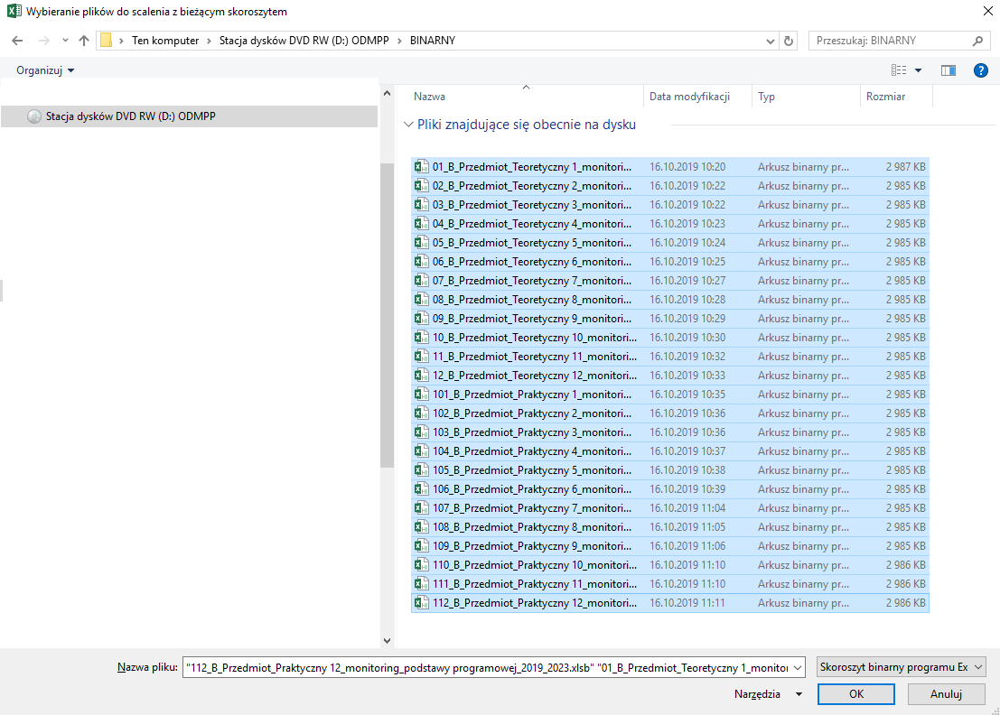 Wybieranie plików do scalenia z bieżącym skoroszytem
Ten komputer > Stacja dysków DVD RW (D:) ODMPP > BINARNY
Przeszukaj: BINARNY
Organizuj
Stacja dysków DVD RW (D:) ODMPP
Nazwa Data modyfikacji Typ Rozmiar
Pliki znajdujące się obecnie na dysku
01_B_Przedmiot_Teoretyczny 1_monitori... 16.10.2019 10:20 Arkusz binarny pr... 2 987 KB
02_B_Przedmiot_Teoretyczny 2_monitori... 16.10.2019 10:22 Arkusz binarny pr... 2 985 KB
03_B_Przedmiot_Teoretyczny 3_monitori... 16.10.2019 10:22 Arkusz binarny pr... 2 985 KB
04_B_Przedmiot_Teoretyczny 4_monitori... 16.10.2019 10:23 Arkusz binarny pr... 2 985 KB
05_B_Przedmiot_Teoretyczny 5_monitori... 16.10.2019 10:24 Arkusz binarny pr... 2 985 KB
06_B_Przedmiot_Teoretyczny 6_monitori... 16.10.2019 10:25 Arkusz binarny pr... 2 985 KB
07_B_Przedmiot_Teoretyczny 7_monitori... 16.10.2019 10:27 Arkusz binarny pr... 2 985 KB
08_B_Przedmiot_Teoretyczny 8_monitori... 16.10.2019 10:28 Arkusz binarny pr... 2 985 KB
09_B_Przedmiot_Teoretyczny 9_monitori... 16.10.2019 10:29 Arkusz binarny pr... 2 985 KB
10_B_Przedmiot_Teoretyczny 10_monitori... 16.10.2019 10:30 Arkusz binarny pr... 2 985 KB
11_B_Przedmiot_Teoretyczny 11_monitori... 16.10.2019 10:32 Arkusz binarny pr... 2 985 KB
12_B_Przedmiot_Teoretyczny 12_monitori... 16.10.2019 10:33 Arkusz binarny pr... 2 985 KB
101_B_Przedmiot_Praktyczny 1_monitori... 16.10.2019 10:35 Arkusz binarny pr... 2 985 KB
102_B_Przedmiot_Praktyczny 2_monitori... 16.10.2019 10:36 Arkusz binarny pr... 2 985 KB
103_B_Przedmiot_Praktyczny 3_monitori... 16.10.2019 10:36 Arkusz binarny pr... 2 985 KB
104_B_Przedmiot_Praktyczny 4_monitori... 16.10.2019 10:37 Arkusz binarny pr... 2 985 KB
105_B_Przedmiot_Praktyczny 5_monitori... 16.10.2019 10:38 Arkusz binarny pr... 2 985 KB
106_B_Przedmiot_Praktyczny 6_monitori... 16.10.2019 10:39 Arkusz binarny pr... 2 985 KB
107_B_Przedmiot_Praktyczny 7_monitori... 16.10.2019 11:04 Arkusz binarny pr... 2 985 KB
108_B_Przedmiot_Praktyczny 8_monitori... 16.10.2019 11:05 Arkusz binarny pr... 2 985 KB
109_B_Przedmiot_Praktyczny 9_monitori... 16.10.2019 11:06 Arkusz binarny pr... 2 985 KB
110_B_Przedmiot_Praktyczny 10_monitori... 16.10.2019 11:10 Arkusz binarny pr... 2 986 KB
111_B_Przedmiot_Praktyczny 11_monitori... 16.10.2019 11:10 Arkusz binarny pr... 2 986 KB
112_B_Przedmiot_Praktyczny 12_monitori... 16.10.2019 11:11 Arkusz binarny pr... 2 986 KB
Nazwa pliku: "112_B_Przedmiot_Praktyczny 12_monitoring_podstawy programowej_2019_2023.xlsb" "01_B_Przedmiot_Teoretyczny 1_monitor Skoroszyt binarny programu Ex
Narzędzia OK Anuluj